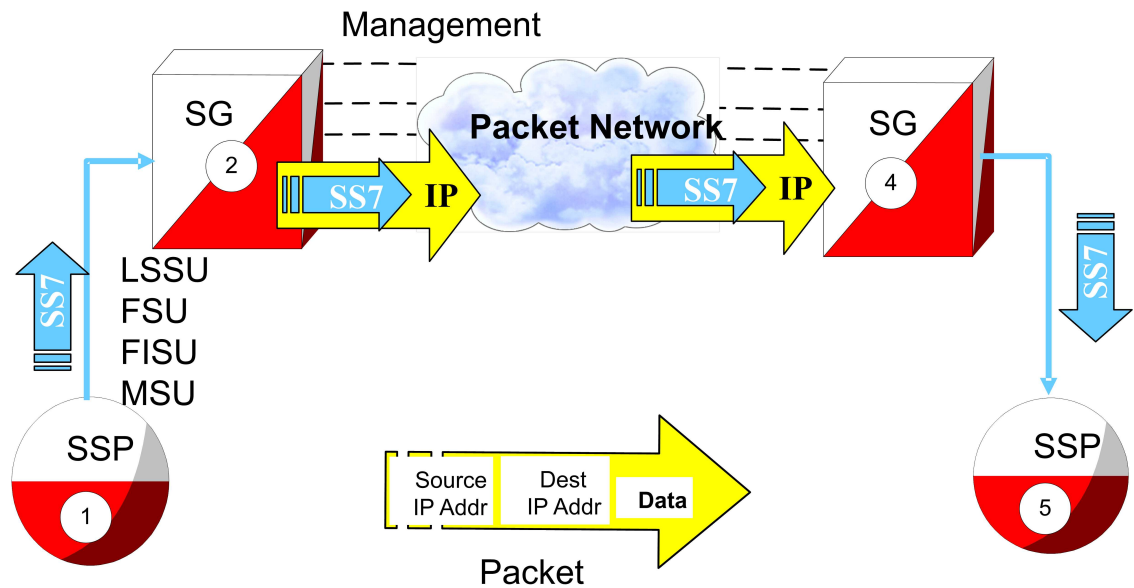 Management
SG
2
Packet Network
SG
4
SS7
IP
SS7
IP
SS7
LSSU
FSU
FISU
MSU
SS7
SSP
1
SSP
5
Source
IP Addr
Dest
IP Addr
Data
Packet